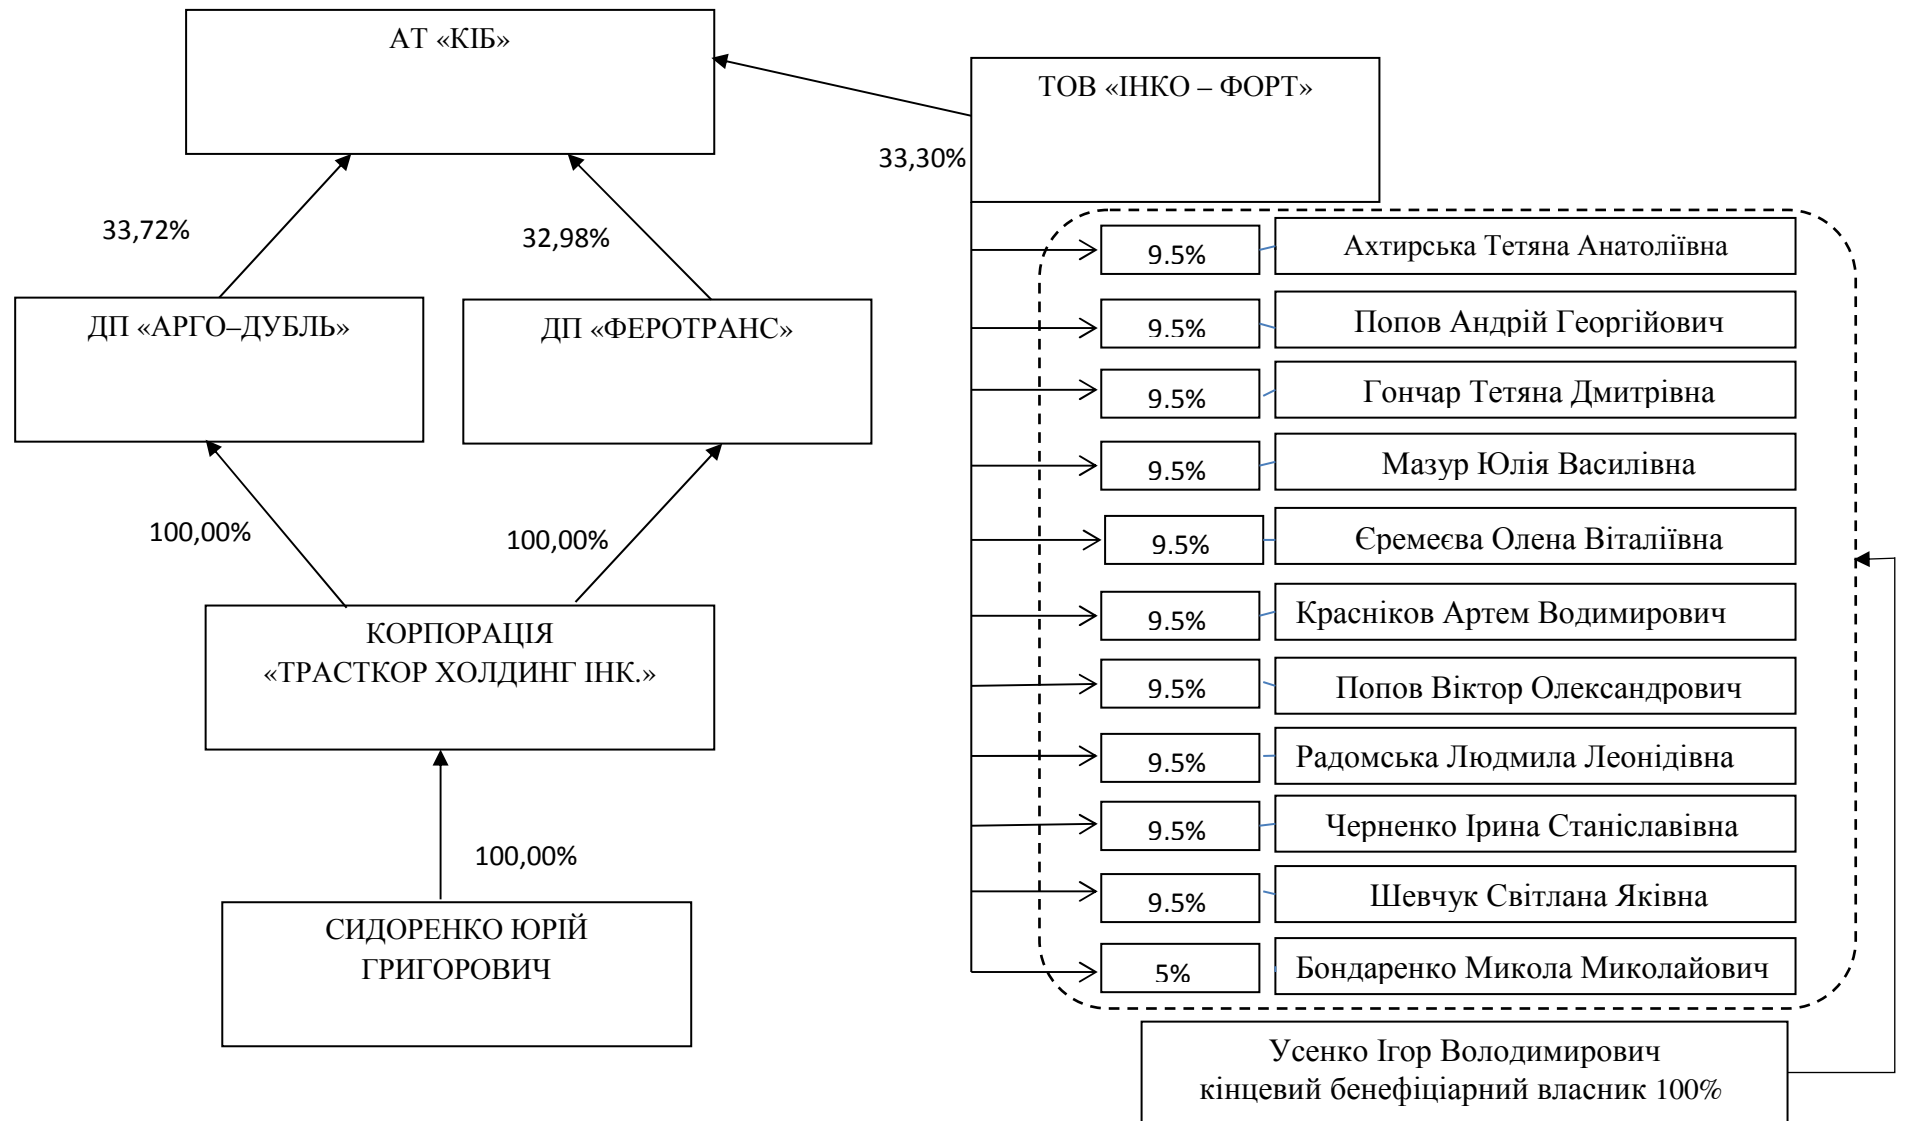 АТ «КІБ»
ТОВ «ІНКО – ФОРТ»
33,30%
33,72%
32,98%
ДП «АРГО–ДУБЛЬ»
ДП «ФЕРОТРАНС»
100,00%
100,00%
КОРПОРАЦІЯ
«ТРАСТКОР ХОЛДИНГ ІНК.»
100,00%
СИДОРЕНКО ЮРІЙ
ГРИГОРОВИЧ
9.5% Ахтирська Тетяна Анатоліївна
9.5% Попов Андрій Георгійович
9.5% Гончар Тетяна Дмитрівна
9.5% Мазур Юлія Василівна
9.5% Єремеєва Олена Віталіївна
9.5% Красніков Артем Водимирович
9.5% Попов Віктор Олександрович
9.5% Радомська Людмила Леонідівна
9.5% Черненко Ірина Станіславівна
9.5% Шевчук Світлана Яківна
5% Бондаренко Микола Миколайович
Усенко Ігор Володимирович
кінцевий бенефіціарний власник 100%